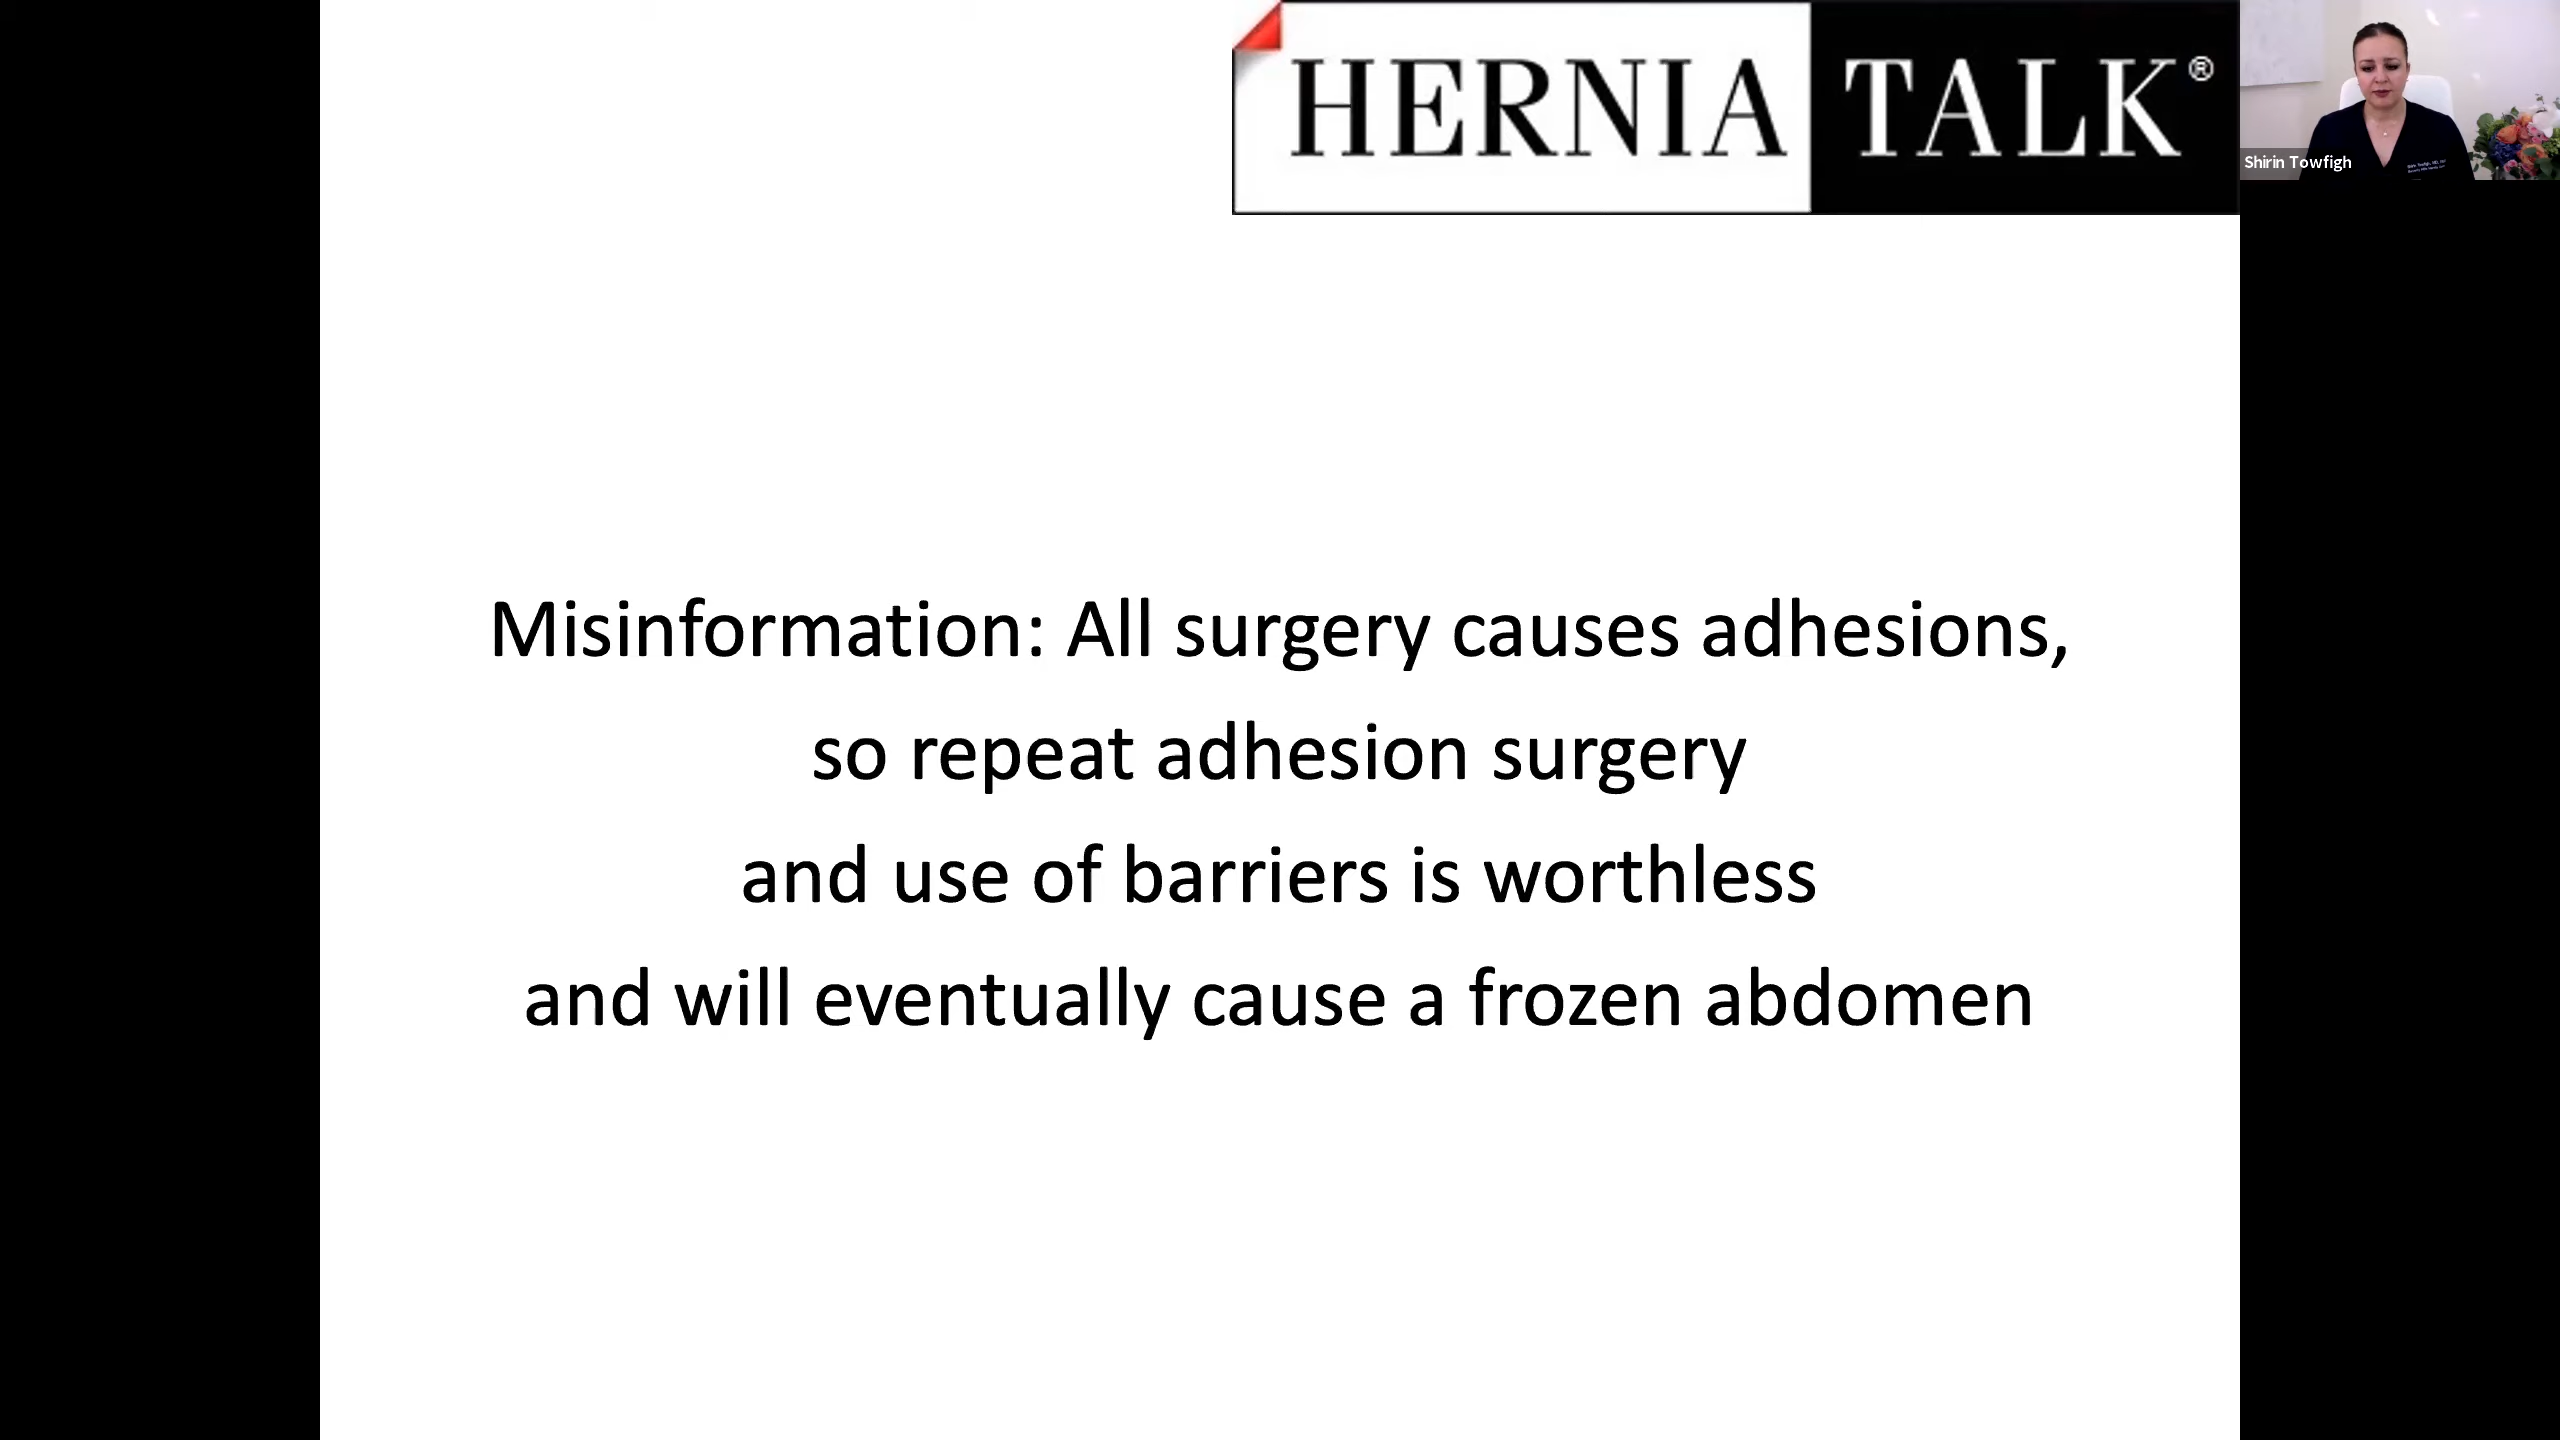 HERNIA TALK®
Shirin Towfigh
Misinformation: All surgery causes adhesions,
so repeat adhesion surgery
and use of barriers is worthless
and will eventually cause a frozen abdomen